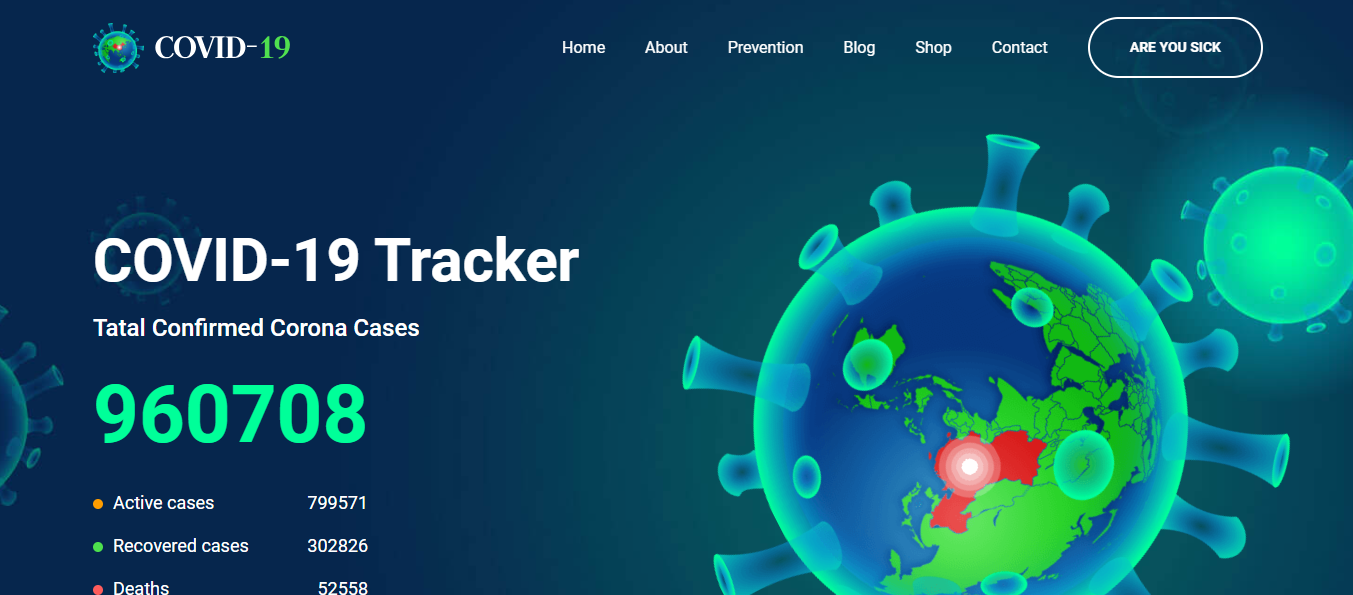 COVID-19
Home About Prevention Blog Shop Contact ARE YOU SICK
COVID-19 Tracker
Tatal Confirmed Corona Cases
960708
Active cases 799571
Recovered cases 302826
Deaths 52558